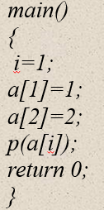 main()
{
i=1;
a[1]=1;
a[2]=2;
p(a[i]);
return 0;
}